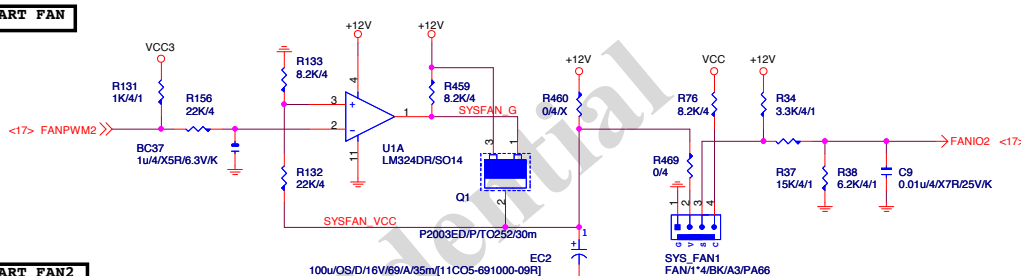 ART FAN
+12V
+12V
VCC3
R133
8.2K/4
+12V
VCC
+12V
R131
1K/4/1
R156
22K/4
4
R459
8.2K/4
SYSFAN_G
R460
0/4/X
R76
8.2K/4
R34
3.3K/4/1
3
+
1
<17> FANPWM2
2
-
U1A
LM324DR/SO14
3
1
FANIO2 <17>
BC37
1u/4/X5R/6.3V/K
11
R469
0/4
R37
15K/4/1
R38
6.2K/4/1
C9
0.01u/4/X7R/25V/K
R132
22K/4
Q1
2
1
2
3
4
SYSFAN_VCC
G
V
S
C
P2003ED/P/TO252/30m
1
+
EC2
SYS_FAN1
100u/OS/D/16V/69/A/35m/[11CO5-691000-09R]
FAN/1*4/BK/A3/PA66
ART FAN2
dential